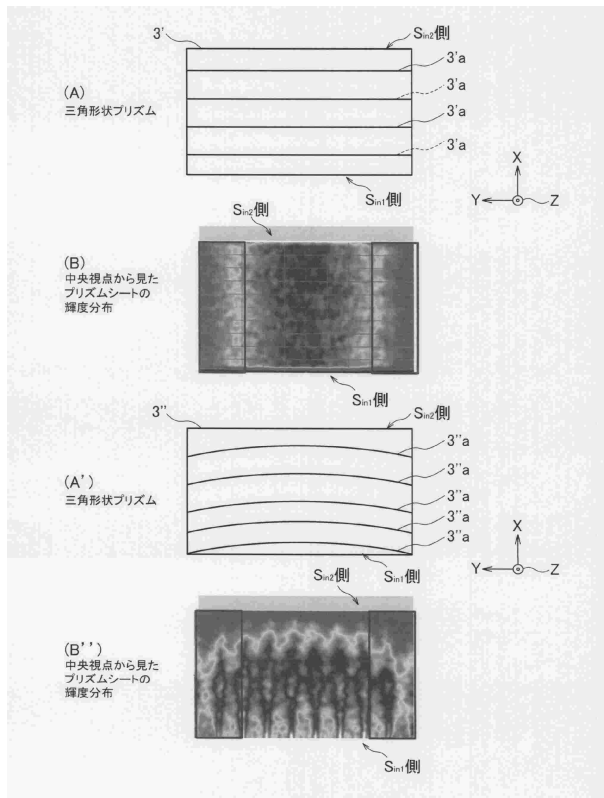 3' Sin2側
3'a
(A) 3'a
三角形状プリズム
3'a
3'a
X
Sin1側
Y Z
Sin2側
(B)
中央視点から見た
プリズムシートの
輝度分布
Sin1側
3'' Sin2側
3''a
3''a
(A')
三角形状プリズム
3''a
3''a
3''a
X
Sin1側
Y Z
Sin2側
(B'')
中央視点から見た
プリズムシートの
輝度分布
Sin1側